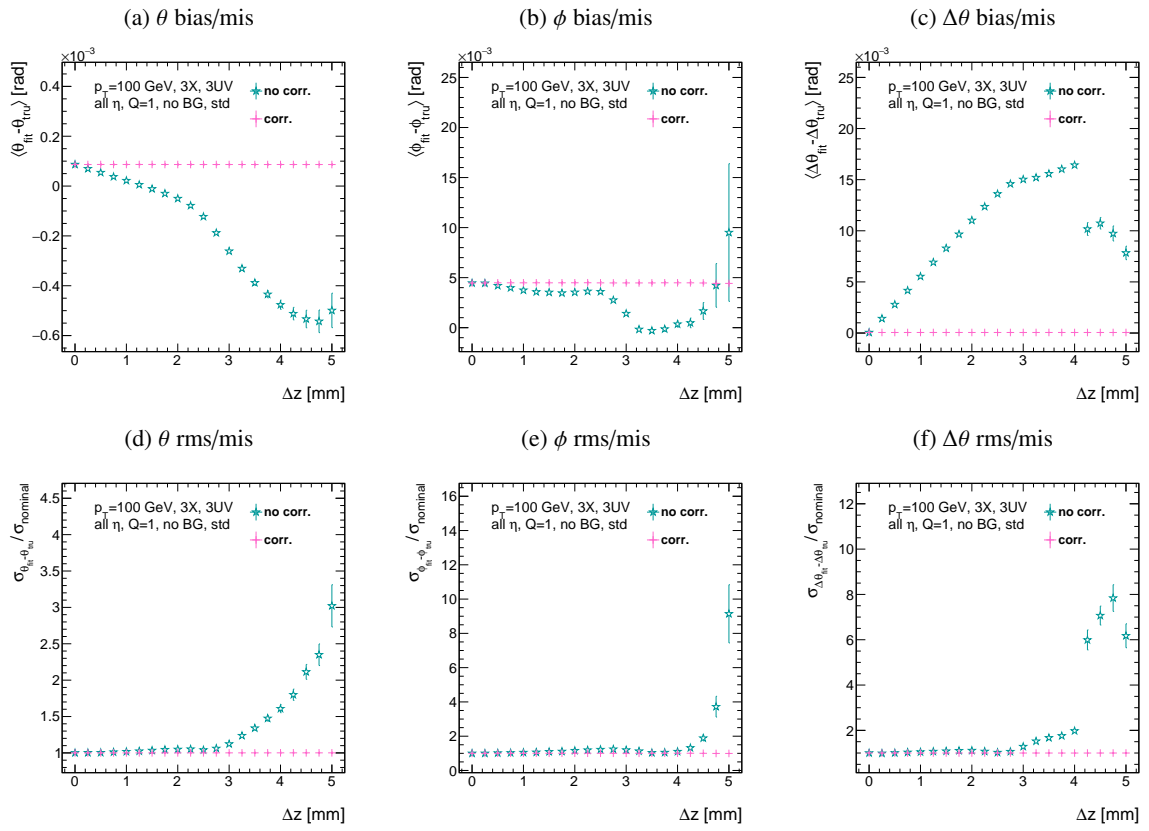 (a) θ bias/mis
(b) ϕ bias/mis
(c) Δθ bias/mis
×10⁻³
p_T=100 GeV, 3X, 3UV
all η, Q=1, no BG, std
no corr.
corr.
⟨θ_fit-θ_tru⟩ [rad]
0.4
0.2
0
−0.2
−0.4
−0.6
0 1 2 3 4 5
Δz [mm]
×10⁻³
p_T=100 GeV, 3X, 3UV
all η, Q=1, no BG, std
no corr.
corr.
⟨ϕ_fit-ϕ_tru⟩ [rad]
25
20
15
10
5
0
0 1 2 3 4 5
Δz [mm]
×10⁻³
p_T=100 GeV, 3X, 3UV
all η, Q=1, no BG, std
no corr.
corr.
⟨Δθ_fit-Δθ_tru⟩ [rad]
25
20
15
10
5
0
0 1 2 3 4 5
Δz [mm]
(d) θ rms/mis
(e) ϕ rms/mis
(f) Δθ rms/mis
p_T=100 GeV, 3X, 3UV
all η, Q=1, no BG, std
no corr.
corr.
σ_θ_fit-θ_tru/σ_nominal
4.5
4
3.5
3
2.5
2
1.5
1
0 1 2 3 4 5
Δz [mm]
p_T=100 GeV, 3X, 3UV
all η, Q=1, no BG, std
no corr.
corr.
σ_ϕ_fit-ϕ_tru/σ_nominal
16
14
12
10
8
6
4
2
0
0 1 2 3 4 5
Δz [mm]
p_T=100 GeV, 3X, 3UV
all η, Q=1, no BG, std
no corr.
corr.
σ_Δθ_fit-Δθ_tru/σ_nominal
12
10
8
6
4
2
0 1 2 3 4 5
Δz [mm]